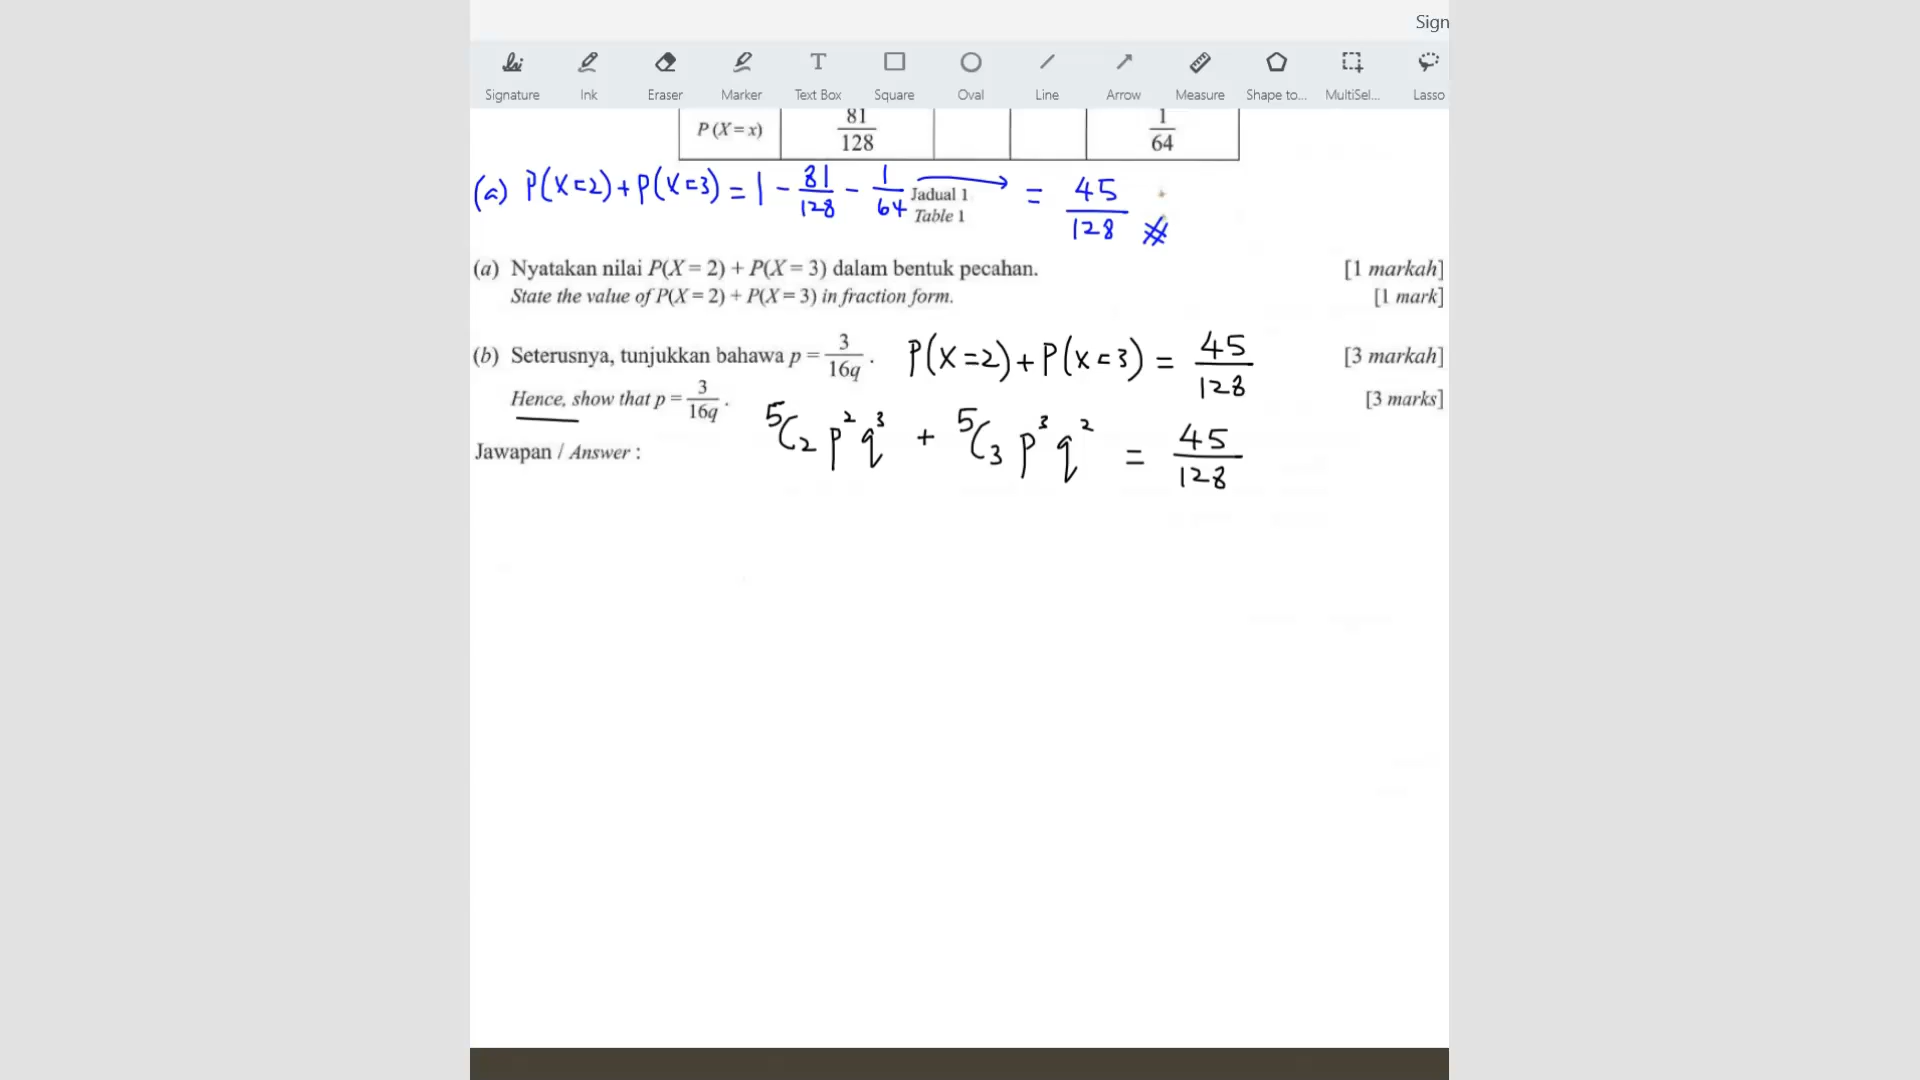 Sign
Signature Ink Eraser Marker Text Box Square Oval Line Arrow Measure Shape to... MultiSel... Lasso
P (X = x) 81/128 1/64
(a) P(X=2) + P(X=3) = 1 - 81/128 - 1/64 = 45/128
Jadual 1
Table 1
(a) Nyatakan nilai P(X = 2) + P(X = 3) dalam bentuk pecahan. [1 markah]
State the value of P(X = 2) + P(X = 3) in fraction form. [1 mark]
(b) Seterusnya, tunjukkan bahawa p = 3/16q . P(X=2) + P(X=3) = 45/128 [3 markah]
Hence, show that p = 3/16q . [3 marks]
⁵C₂ p² q³ + ⁵C₃ p³ q² = 45/128
Jawapan / Answer :